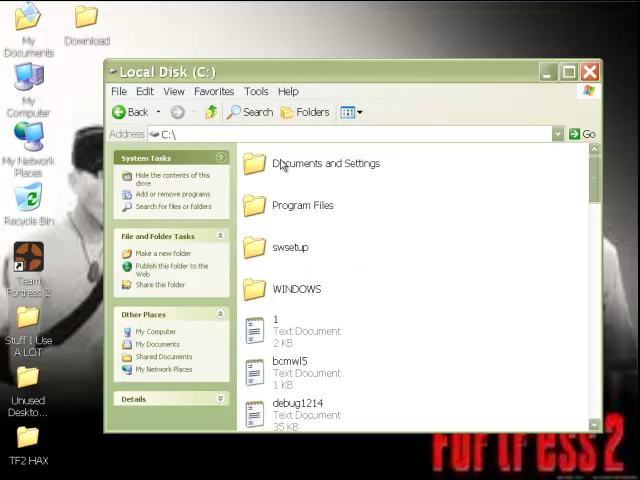 My
Documents
Download
My
Computer
My Network
Places
Recycle Bin
Team
Fortress 2
Stuff I Use
A LOT
Unused
Deskto...
TF2 HAX
Local Disk (C:)
File Edit View Favorites Tools Help
Back Search Folders
Address C:\ Go
System Tasks
Hide the contents of this
drive
Add or remove programs
Search for files or folders
File and Folder Tasks
Make a new folder
Publish this folder to the
Web
Share this folder
Other Places
My Computer
My Documents
Shared Documents
My Network Places
Details
Documents and Settings
Program Files
swsetup
WINDOWS
1
Text Document
2 KB
bcmwl5
Text Document
1 KB
debug1214
Text Document
35 KB
FORTRESS 2